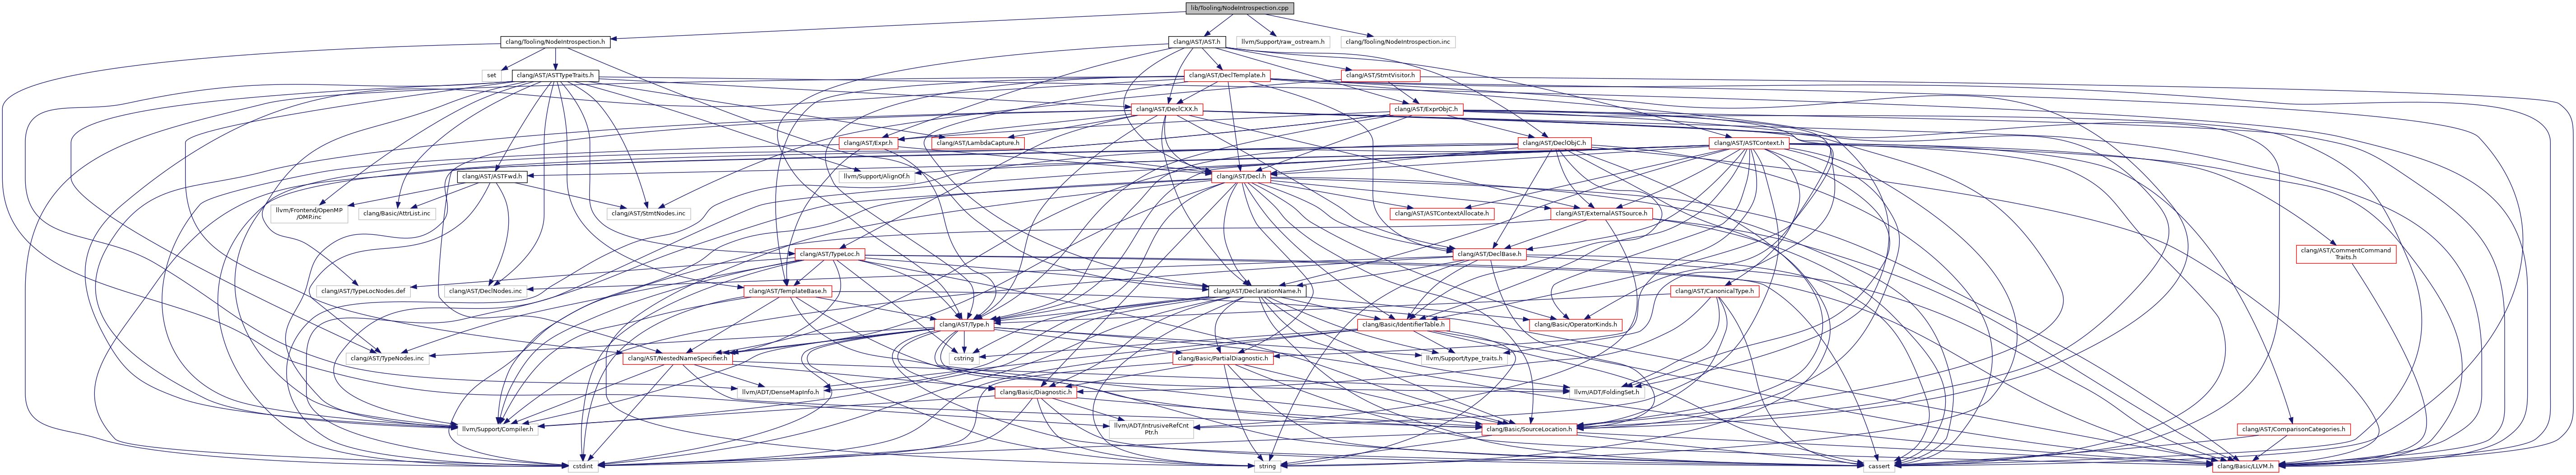 lib/Tooling/NodeIntrospection.cpp
clang/Tooling/NodeIntrospection.h
clang/AST/AST.h
llvm/Support/raw_ostream.h
clang/Tooling/NodeIntrospection.inc
set
clang/AST/ASTTypeTraits.h
clang/AST/DeclTemplate.h
clang/AST/StmtVisitor.h
clang/AST/DeclCXX.h
clang/AST/ExprObjC.h
clang/AST/Expr.h
clang/AST/LambdaCapture.h
clang/AST/DeclObjC.h
clang/AST/ASTContext.h
clang/AST/ASTFwd.h
llvm/Support/AlignOf.h
clang/AST/Decl.h
llvm/Frontend/OpenMP
/OMP.inc
clang/Basic/AttrList.inc
clang/AST/StmtNodes.inc
clang/AST/ASTContextAllocate.h
clang/AST/ExternalASTSource.h
clang/AST/TypeLoc.h
clang/AST/DeclBase.h
clang/AST/CommentCommand
Traits.h
clang/AST/TypeLocNodes.def
clang/AST/DeclNodes.inc
clang/AST/TemplateBase.h
clang/AST/DeclarationName.h
clang/AST/CanonicalType.h
clang/AST/Type.h
clang/Basic/IdentifierTable.h
clang/Basic/OperatorKinds.h
clang/AST/TypeNodes.inc
clang/AST/NestedNameSpecifier.h
cstring
clang/Basic/PartialDiagnostic.h
llvm/Support/type_traits.h
llvm/ADT/DenseMapInfo.h
clang/Basic/Diagnostic.h
llvm/ADT/FoldingSet.h
llvm/Support/Compiler.h
llvm/ADT/IntrusiveRefCnt
Ptr.h
clang/Basic/SourceLocation.h
clang/AST/ComparisonCategories.h
cstdint
string
cassert
clang/Basic/LLVM.h